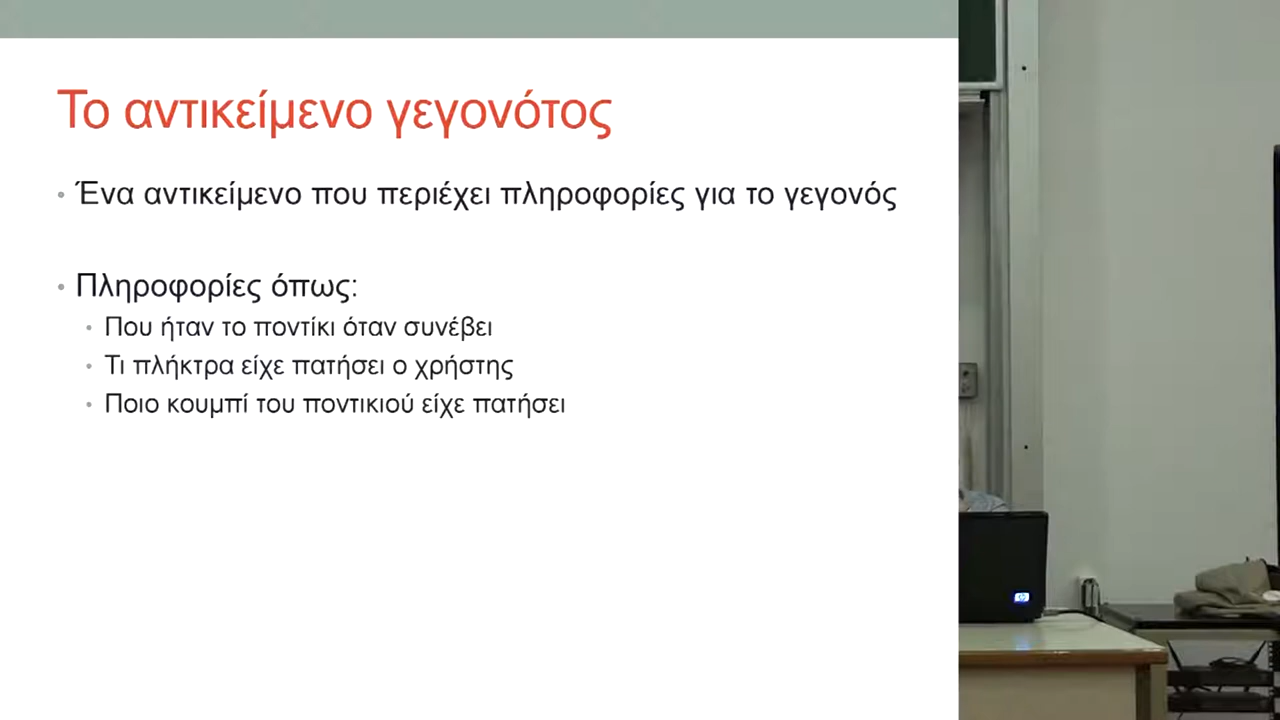 Το αντικείμενο γεγονότος
• Ένα αντικείμενο που περιέχει πληροφορίες για το γεγονός
• Πληροφορίες όπως:
• Που ήταν το ποντίκι όταν συνέβει
• Τι πλήκτρα είχε πατήσει ο χρήστης
• Ποιο κουμπί του ποντικιού είχε πατήσει